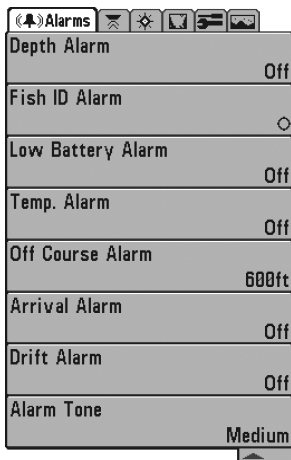 Alarms
Depth Alarm
Off
Fish ID Alarm
Low Battery Alarm
Off
Temp. Alarm
Off
Off Course Alarm
600ft
Arrival Alarm
Off
Drift Alarm
Off
Alarm Tone
Medium